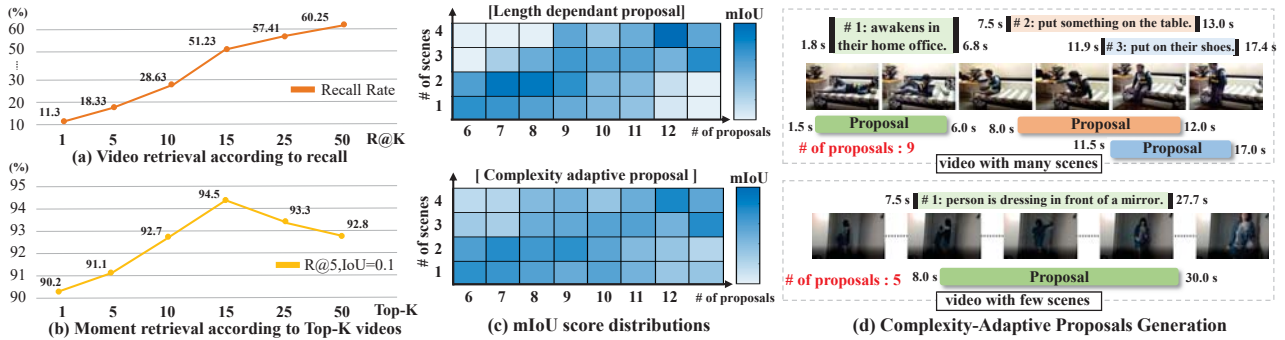 (%)
60
50
30
20
10
11.3
18.33
28.63
51.23
57.41
60.25
Recall Rate
1 5 10 15 25 50 R@K
(a) Video retrieval according to recall
(%)
95
94
93
92
91
90
90.2
91.1
92.7
94.5
93.3
92.8
R@5,IoU=0.1
1 5 10 15 25 50 Top-K
(b) Moment retrieval according to Top-K videos
[Length dependant proposal]
mIoU
# of scenes
4
3
2
1
6 7 8 9 10 11 12
# of proposals
[ Complexity adaptive proposal ]
mIoU
# of scenes
4
3
2
1
6 7 8 9 10 11 12
# of proposals
(c) mIoU score distributions
1.8 s
# 1: awakens in
their home office.
6.8 s
7.5 s
# 2: put something on the table.
13.0 s
11.9 s
# 3: put on their shoes.
17.4 s
1.5 s
Proposal
6.0 s
8.0 s
Proposal
12.0 s
11.5 s
Proposal
17.0 s
# of proposals : 9
video with many scenes
7.5 s
# 1: person is dressing in front of a mirror.
27.7 s
# of proposals : 5
8.0 s
Proposal
30.0 s
video with few scenes
(d) Complexity-Adaptive Proposals Generation